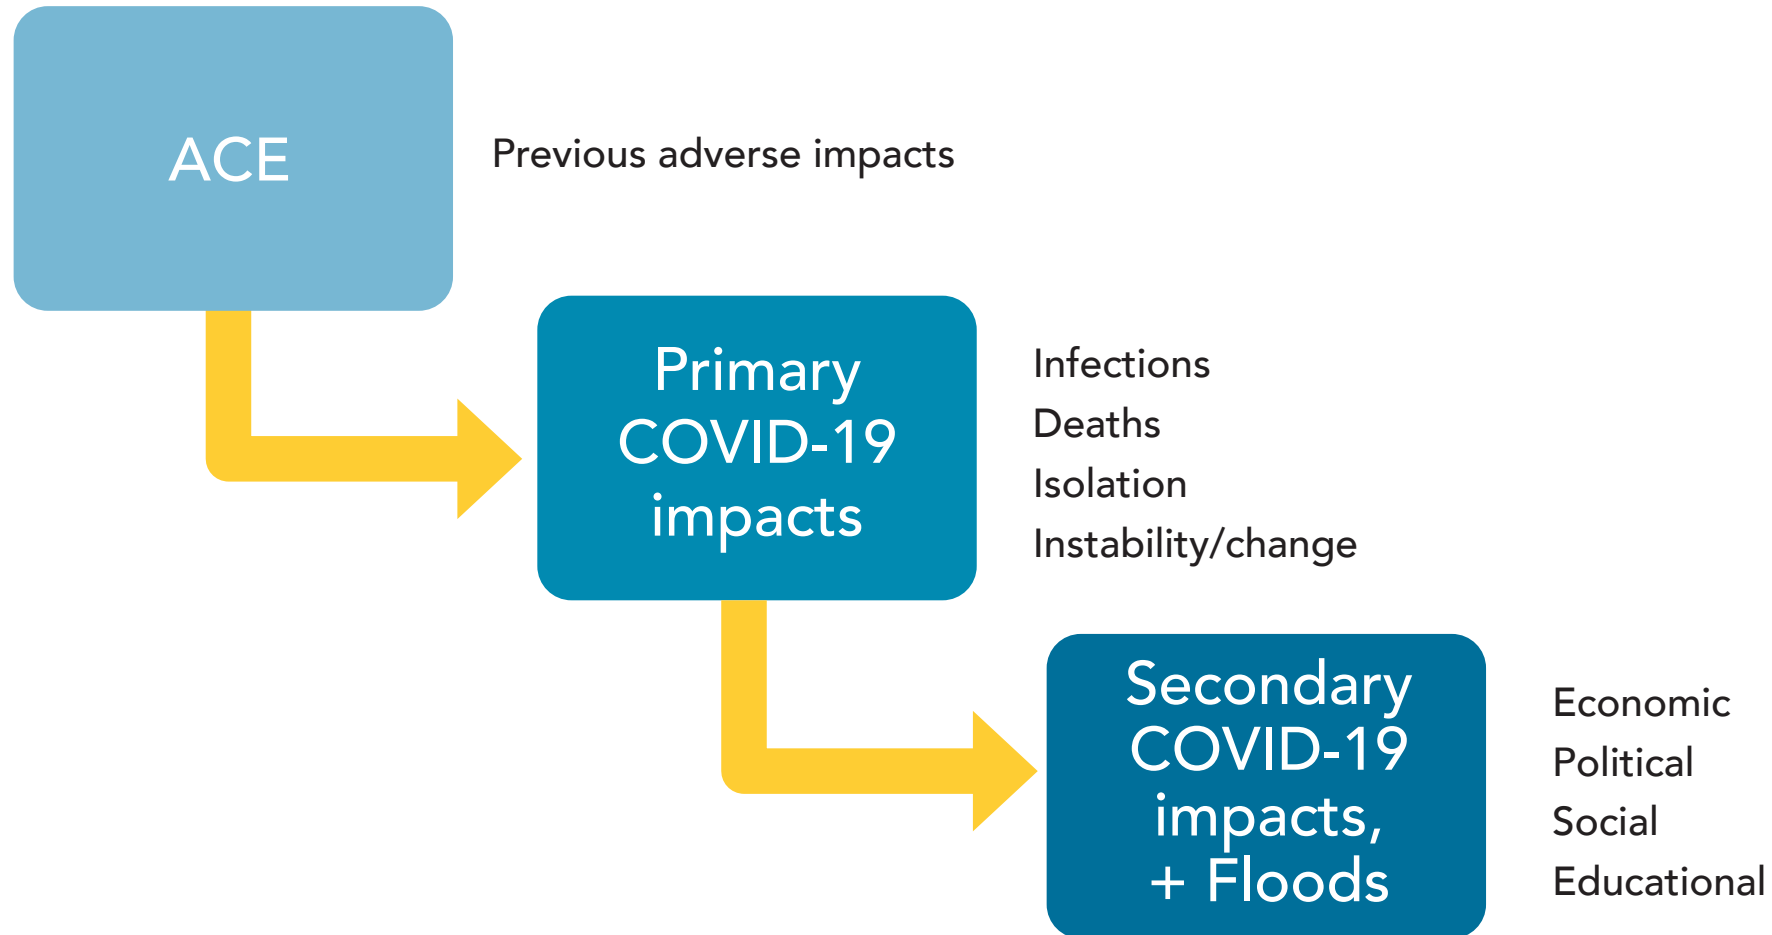 ACE
Previous adverse impacts
Primary
COVID-19
impacts
Infections
Deaths
Isolation
Instability/change
Secondary
COVID-19
impacts,
+ Floods
Economic
Political
Social
Educational